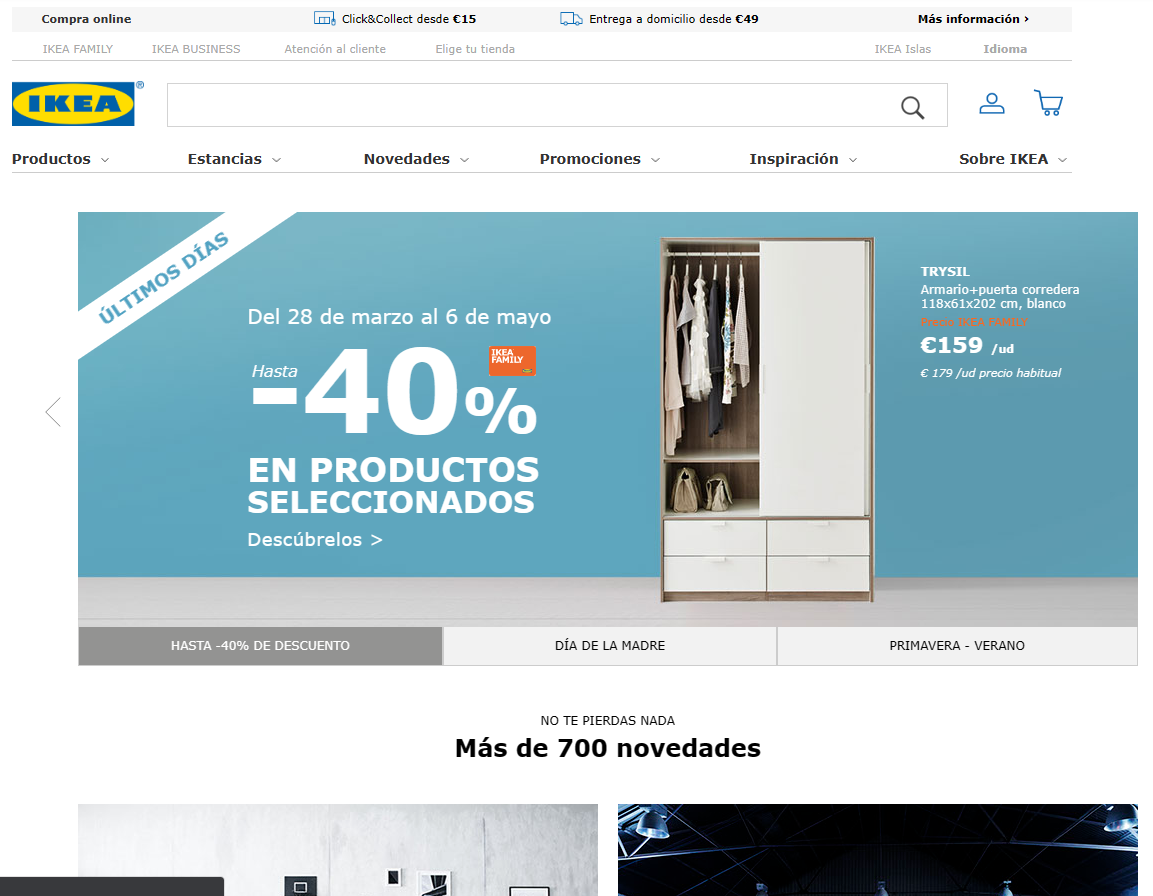 Compra online
Click&Collect desde €15
Entrega a domicilio desde €49
Más información ›
IKEA FAMILY
IKEA BUSINESS
Atención al cliente
Elige tu tienda
IKEA Islas
Idioma
IKEA®
Productos
Estancias
Novedades
Promociones
Inspiración
Sobre IKEA
ÚLTIMOS DÍAS
Del 28 de marzo al 6 de mayo
Hasta
-40%
IKEA
FAMILY
EN PRODUCTOS
SELECCIONADOS
Descúbrelos >
TRYSIL
Armario+puerta corredera
118x61x202 cm, blanco
Precio IKEA FAMILY
€159 /ud
€ 179 /ud precio habitual
HASTA -40% DE DESCUENTO
DÍA DE LA MADRE
PRIMAVERA - VERANO
NO TE PIERDAS NADA
Más de 700 novedades